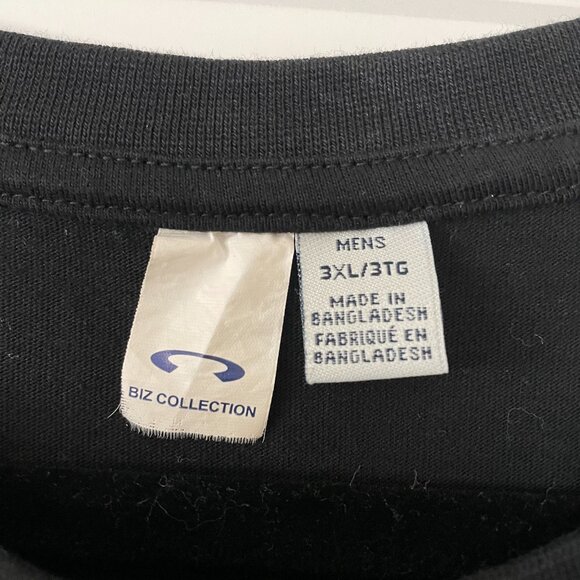 BIZ COLLECTION
MENS
3XL/3TG
MADE IN
BANGLADESH
FABRIQUÉ EN
BANGLADESH